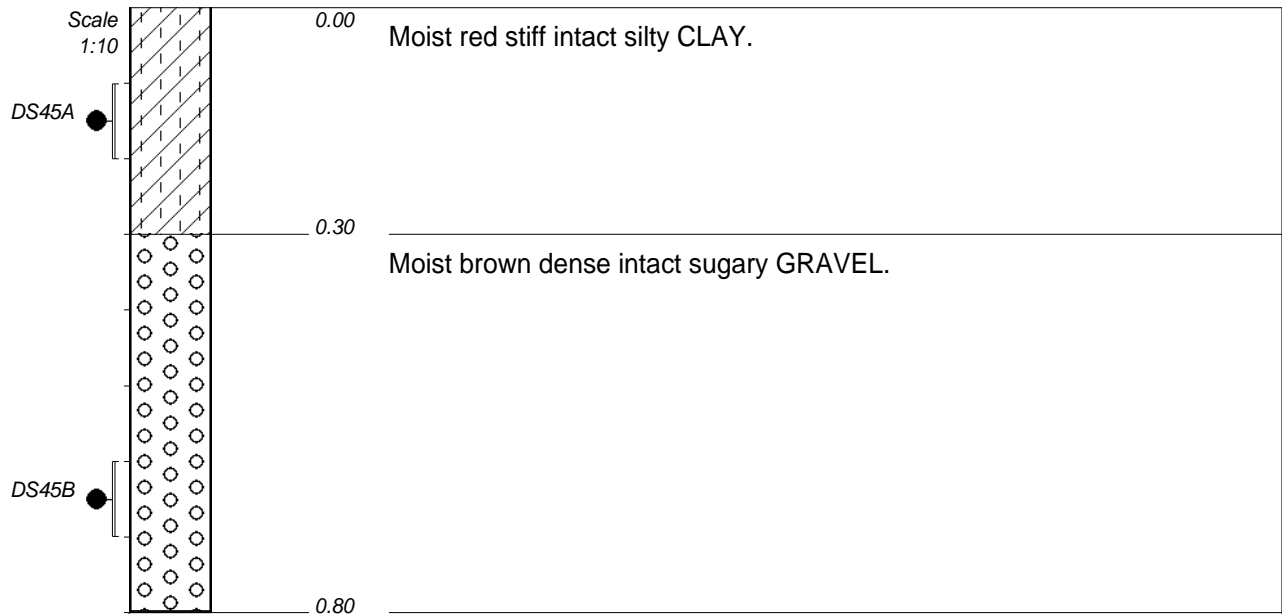 Scale
1:10
0.00
Moist red stiff intact silty CLAY.
DS45A
0.30
Moist brown dense intact sugary GRAVEL.
DS45B
0.80